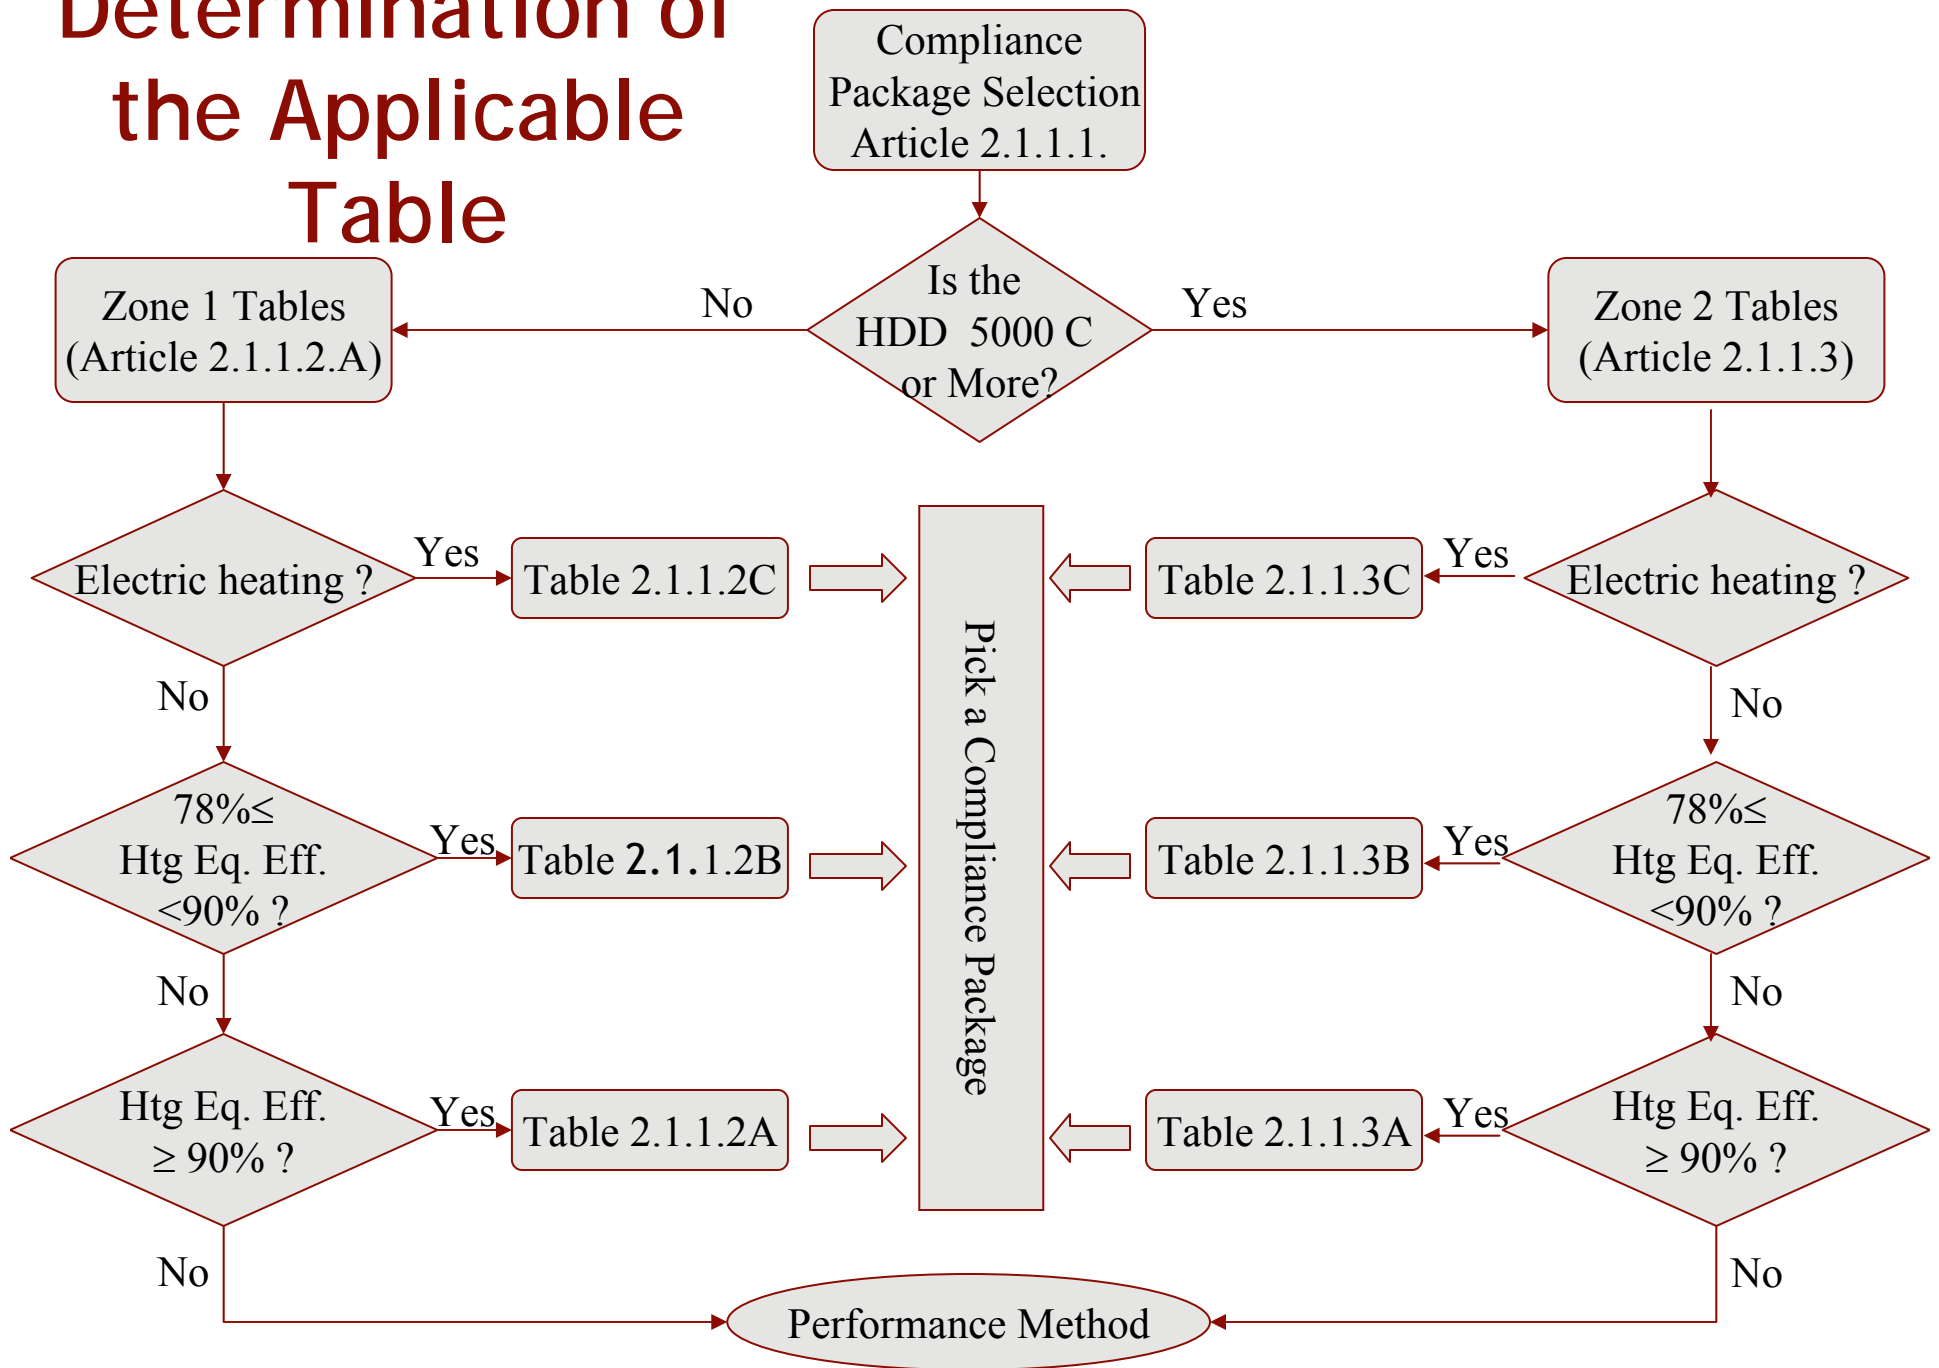 Determination of
the Applicable
Table
Compliance
Package Selection
Article 2.1.1.1.
Is the
HDD  5000 C
or More?
No
Yes
Zone 1 Tables
(Article 2.1.1.2.A)
Zone 2 Tables
(Article 2.1.1.3)
Electric heating ?
Yes
Table 2.1.1.2C
Table 2.1.1.3C
Yes
Electric heating ?
No
No
Pick a Compliance Package
78%≤
Htg Eq. Eff.
<90% ?
Yes
Table 2.1.1.2B
Table 2.1.1.3B
Yes
78%≤
Htg Eq. Eff.
<90% ?
No
No
Htg Eq. Eff.
≥ 90% ?
Yes
Table 2.1.1.2A
Table 2.1.1.3A
Yes
Htg Eq. Eff.
≥ 90% ?
No
No
Performance Method